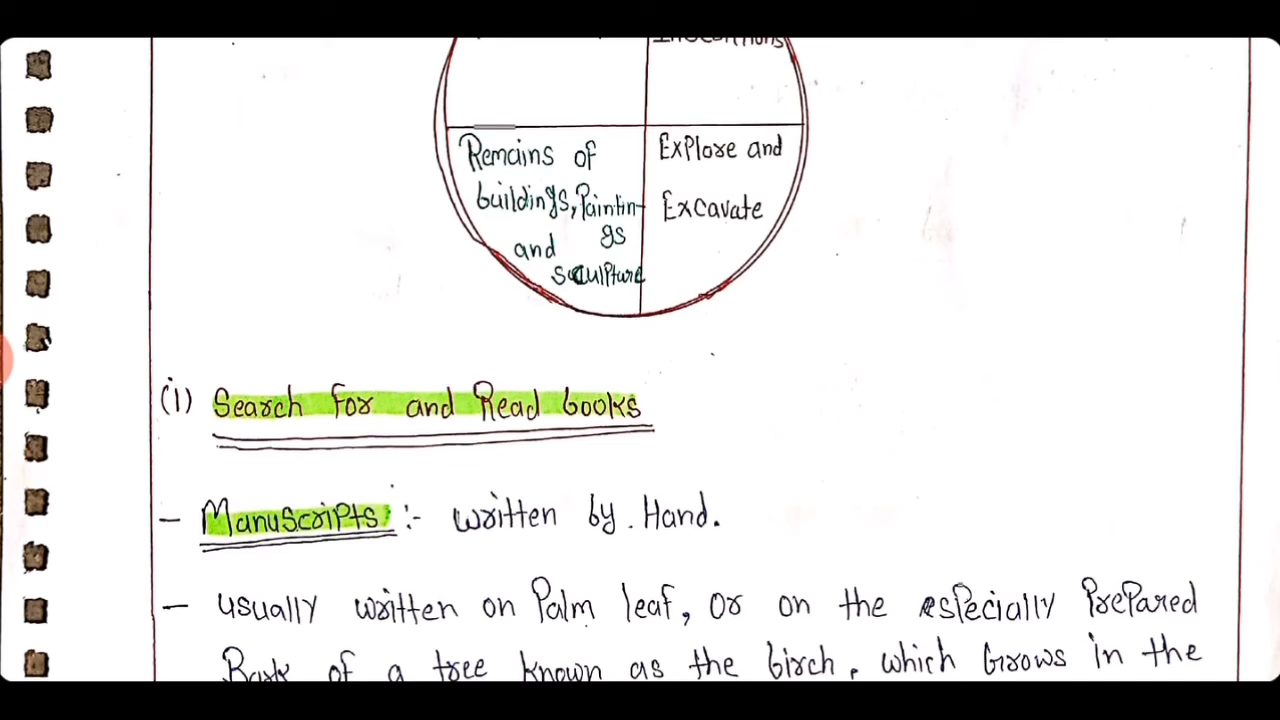 Inscriptions
Remains of
buildings, Paintin-
gs
and
sculpture
Explore and
Excavate
(i) Search for and Read books
- Manuscripts :- written by Hand.
- usually written on Palm leaf, or on the especially Prepared
Bark of a tree known as the birch, which Grows in the